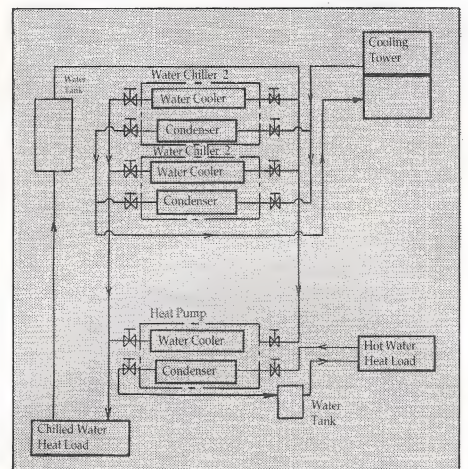 Cooling
Tower
Water
Tank
Water Chiller 2
Water Cooler
Condenser
Water Chiller 2
Water Cooler
Condenser
Heat Pump
Water Cooler
Condenser
Hot Water
Heat Load
Water
Tank
Chilled Water
Heat Load